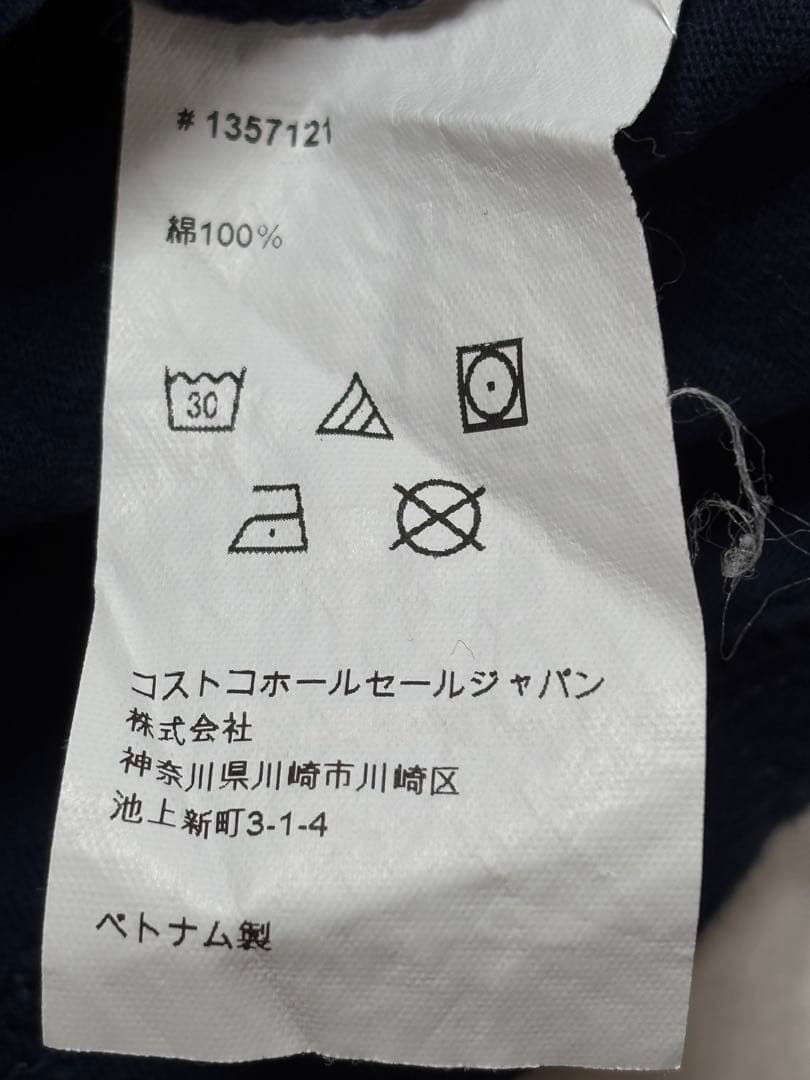 # 1357121
綿100%
30
コストコホールセールジャパン
株式会社
神奈川県川崎市川崎区
池上新町3-1-4
ベトナム製